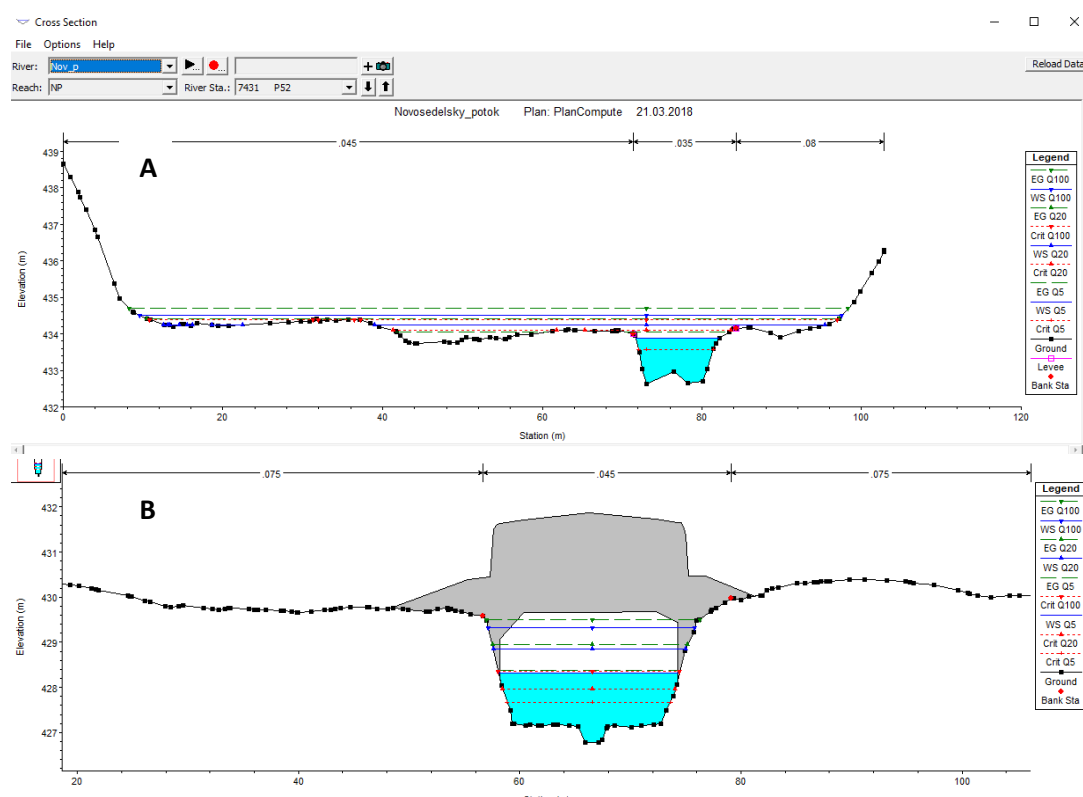 Cross Section
File Options Help
River: Nov_p
Reload Data
Reach: NP River Sta.: 7431 P52
Novosedelsky_potok Plan: PlanCompute 21.03.2018
.045 .035 .08
A
439
438
437
436
435
434
433
432
Elevation (m)
0 20 40 60 80 100 120
Station (m)
Legend
EG Q100
WS Q100
EG Q20
Crit Q100
WS Q20
Crit Q20
EG Q5
WS Q5
Crit Q5
Ground
Levee
Bank Sta
.075 .045 .075
B
432
431
430
429
428
427
Elevation (m)
20 40 60 80 100
Legend
EG Q100
WS Q100
EG Q20
WS Q20
EG Q5
Crit Q100
WS Q5
Crit Q20
Crit Q5
Ground
Bank Sta